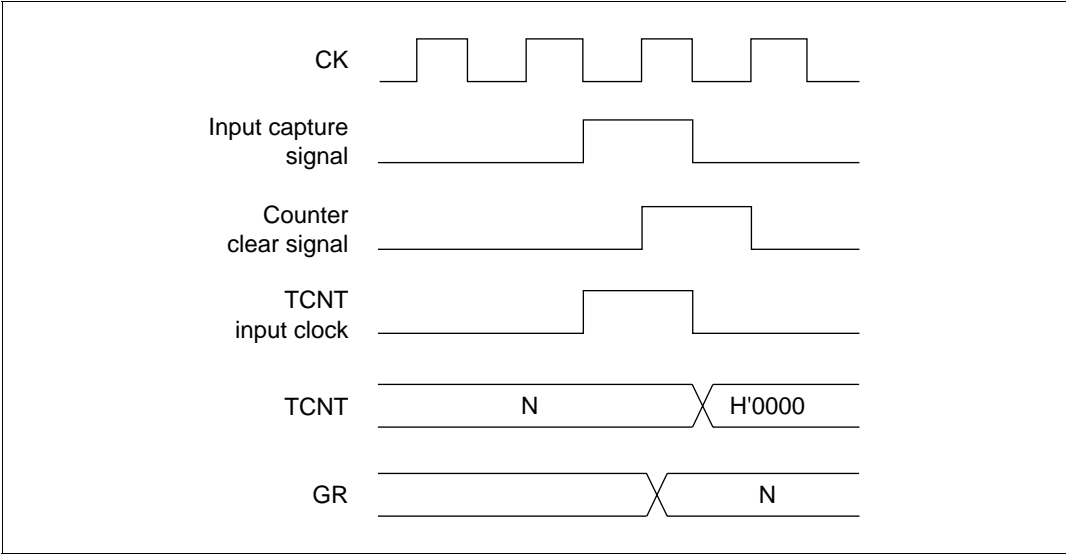 CK
Input capture
signal
Counter
clear signal
TCNT
input clock
TCNT
N
H'0000
GR
N